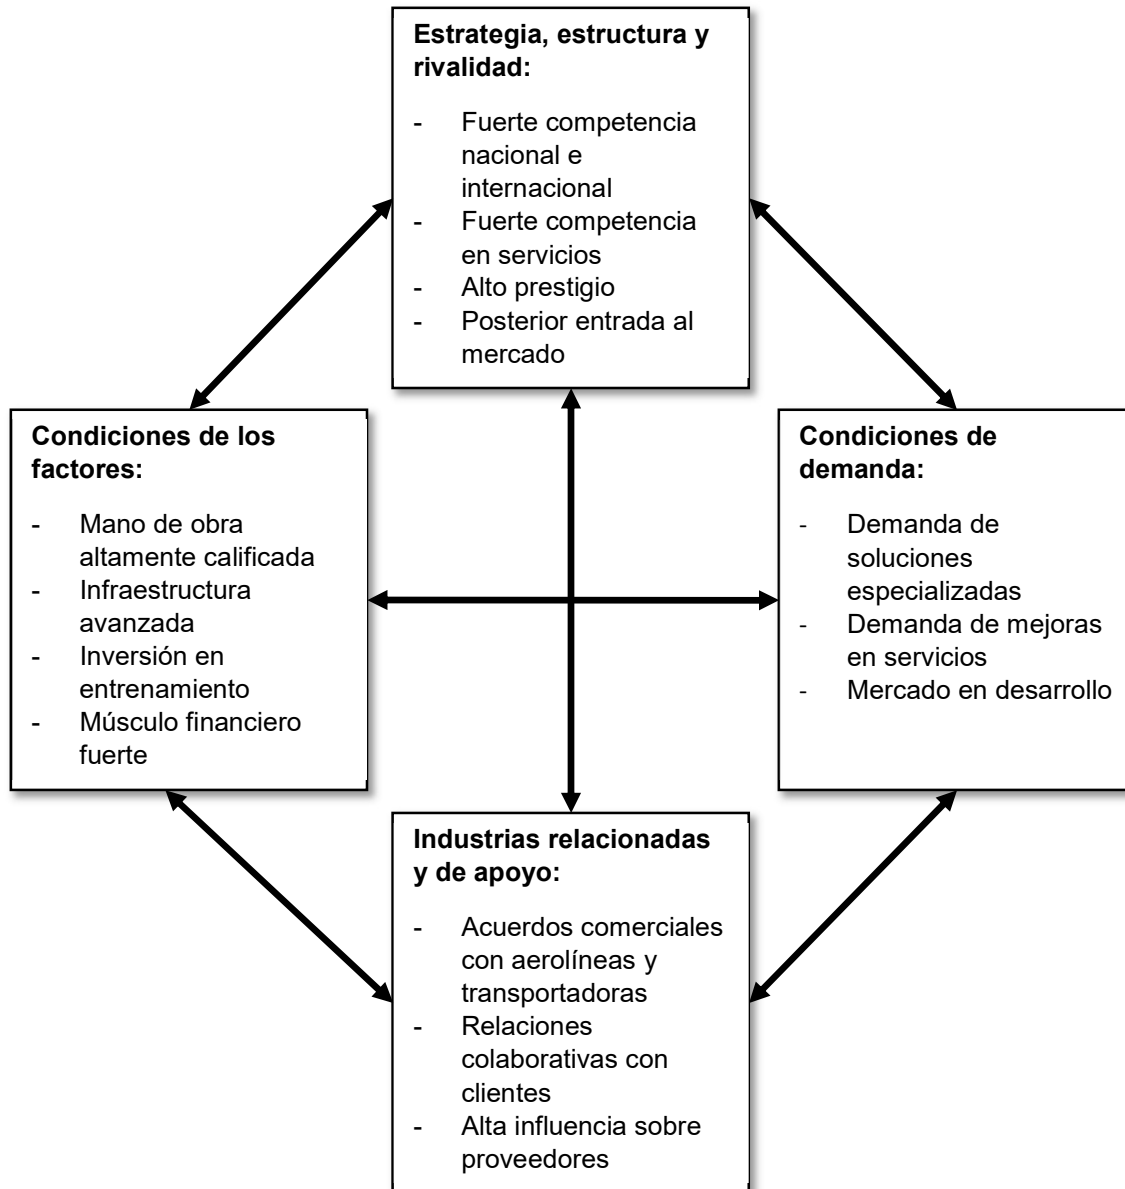 Estrategia, estructura y
rivalidad:
- Fuerte competencia
nacional e
internacional
- Fuerte competencia
en servicios
- Alto prestigio
- Posterior entrada al
mercado
Condiciones de los
factores:
- Mano de obra
altamente calificada
- Infraestructura
avanzada
- Inversión en
entrenamiento
- Músculo financiero
fuerte
Condiciones de
demanda:
- Demanda de
soluciones
especializadas
- Demanda de mejoras
en servicios
- Mercado en desarrollo
Industrias relacionadas
y de apoyo:
- Acuerdos comerciales
con aerolíneas y
transportadoras
- Relaciones
colaborativas con
clientes
- Alta influencia sobre
proveedores